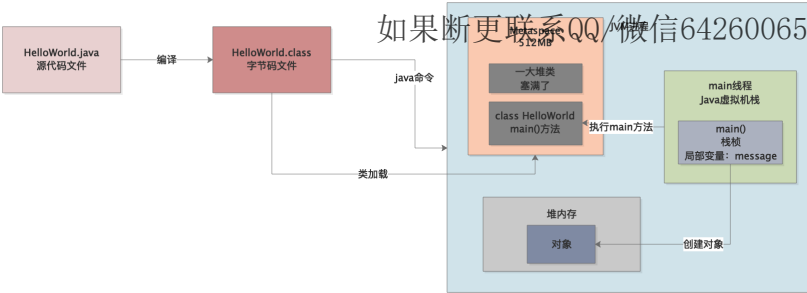 如果断更联系QQ/微信64260065
HelloWorld.java
源代码文件
编译
HelloWorld.class
字节码文件
java命令
类加载
JVM进程
Metaspace
512MB
一大堆类
塞满了
class HelloWorld
main()方法
执行main方法
main线程
Java虚拟机栈
main()
栈桢
局部变量：message
堆内存
对象
创建对象